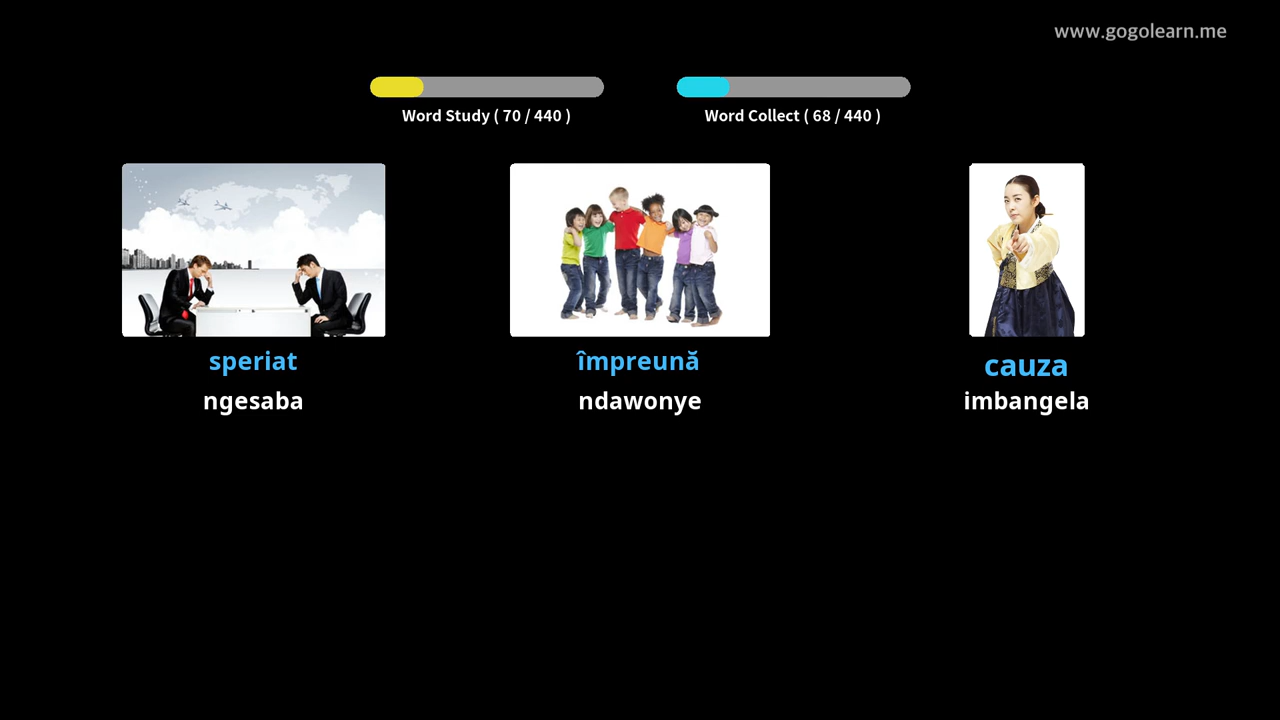 www.gogolearn.me
Word Study ( 70 / 440 )
Word Collect ( 68 / 440 )
speriat
ngesaba
împreună
ndawonye
cauza
imbangela